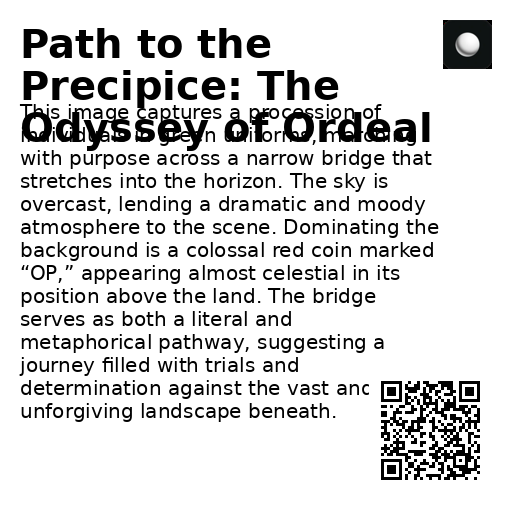 Path to the
Precipice: The
Odyssey of Ordeal
This image captures a procession of
individuals in green uniforms, marching
with purpose across a narrow bridge that
stretches into the horizon. The sky is
overcast, lending a dramatic and moody
atmosphere to the scene. Dominating the
background is a colossal red coin marked
“OP,” appearing almost celestial in its
position above the land. The bridge
serves as both a literal and
metaphorical pathway, suggesting a
journey filled with trials and
determination against the vast and
unforgiving landscape beneath.